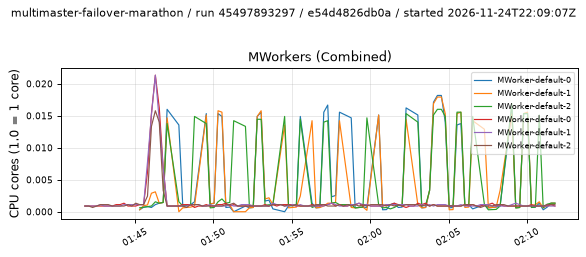 multimaster-failover-marathon / run 45497893297 / e54d4826db0a / started 2026-11-24T22:09:07Z
MWorkers (Combined)
CPU cores (1.0 = 1 core)
0.020
0.015
0.010
0.005
0.000
MWorker-default-0
MWorker-default-1
MWorker-default-2
MWorker-default-0
MWorker-default-1
MWorker-default-2
01:45
01:50
01:55
02:00
02:05
02:10